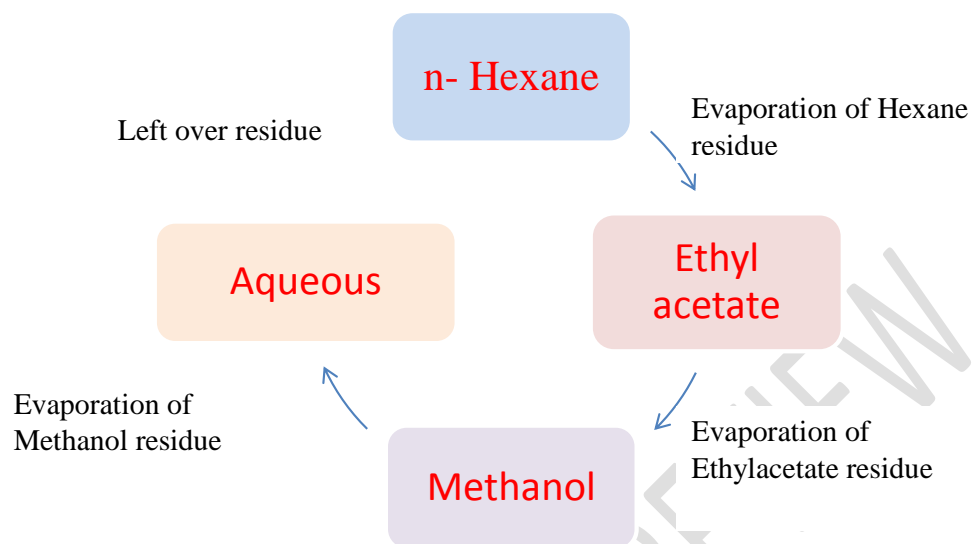 n- Hexane
Evaporation of Hexane
residue
Left over residue
Ethyl
acetate
Aqueous
Evaporation of
Methanol residue
Evaporation of
Ethylacetate residue
Methanol